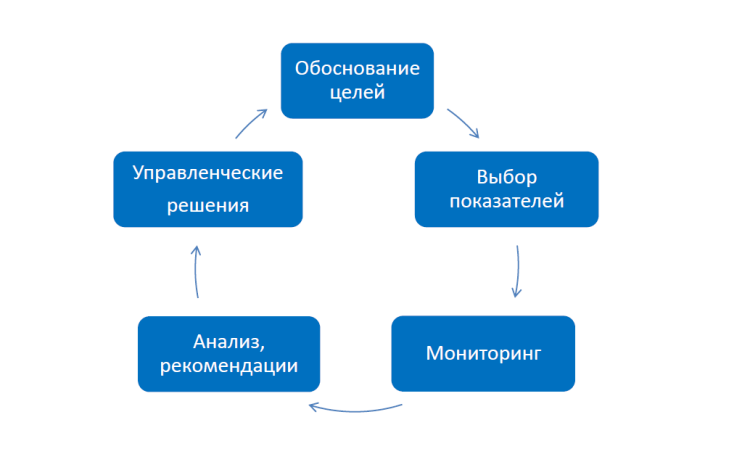 Обоснование
целей
Выбор
показателей
Мониторинг
Анализ,
рекомендации
Управленческие
решения